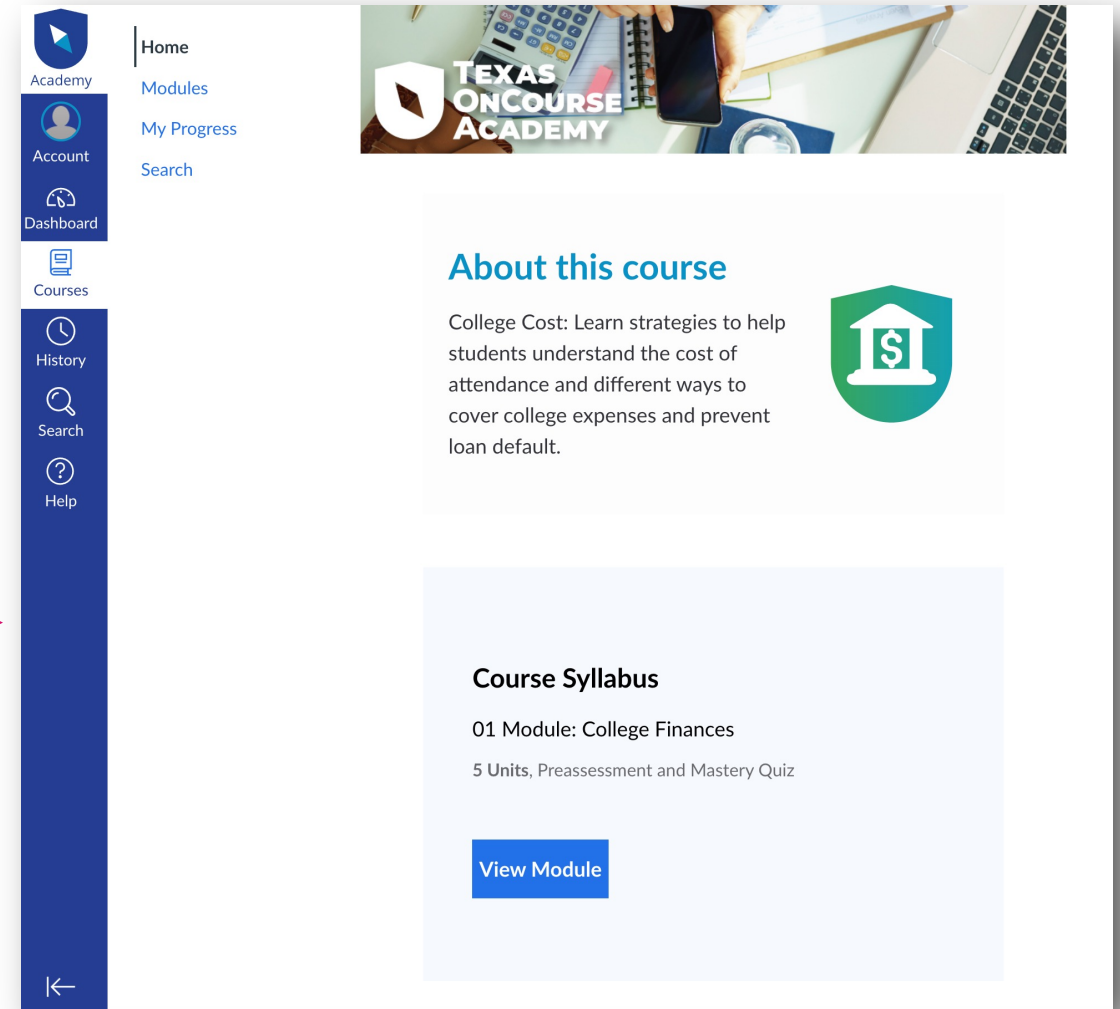 Academy
Account
Dashboard
Courses
History
Search
Help
Home
Modules
My Progress
Search
TEXAS
ONCOURSE
ACADEMY
About this course
College Cost: Learn strategies to help
students understand the cost of
attendance and different ways to
cover college expenses and prevent
loan default.
$
Course Syllabus
01 Module: College Finances
5 Units, Preassessment and Mastery Quiz
View Module